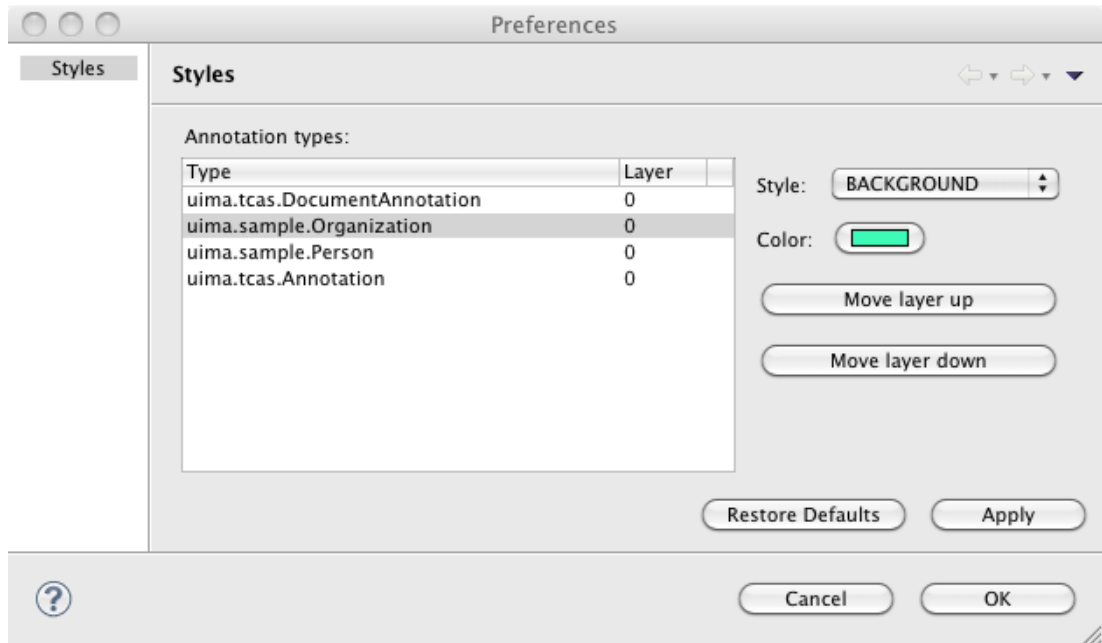 Preferences
Styles
Styles
Annotation types:
Type Layer
uima.tcas.DocumentAnnotation 0
uima.sample.Organization 0
uima.sample.Person 0
uima.tcas.Annotation 0
Style: BACKGROUND
Color:
Move layer up
Move layer down
Restore Defaults Apply
? Cancel OK